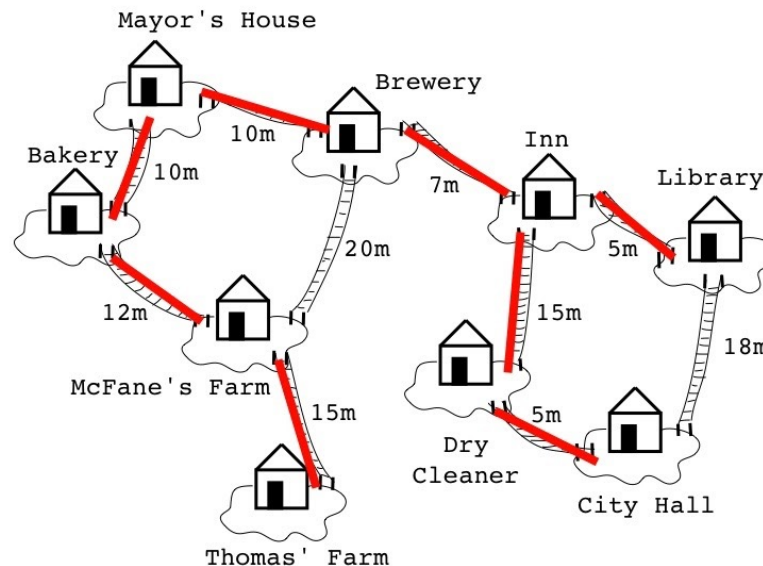 Mayor's House
Brewery
10m
Inn
Bakery
10m
7m
Library
20m
5m
12m
15m
18m
McFane's Farm
15m
5m
Dry
Cleaner
City Hall
Thomas' Farm